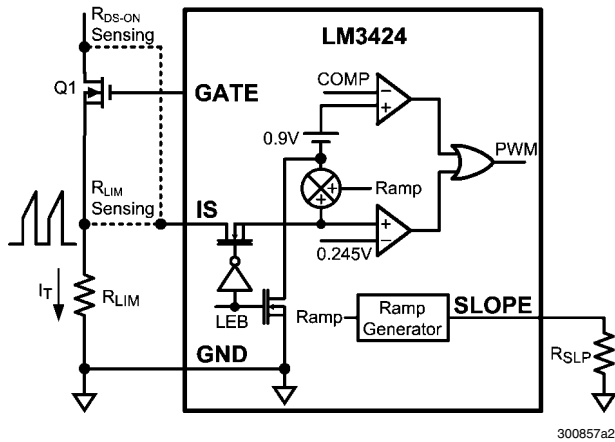 RDS-ON
Sensing
LM3424
Q1
GATE
COMP
−
+
0.9V
PWM
+
+
Ramp
RLIM
Sensing
IS
+
−
0.245V
IT
RLIM
LEB
Ramp
Ramp
Generator
SLOPE
GND
RSLP
300857a2